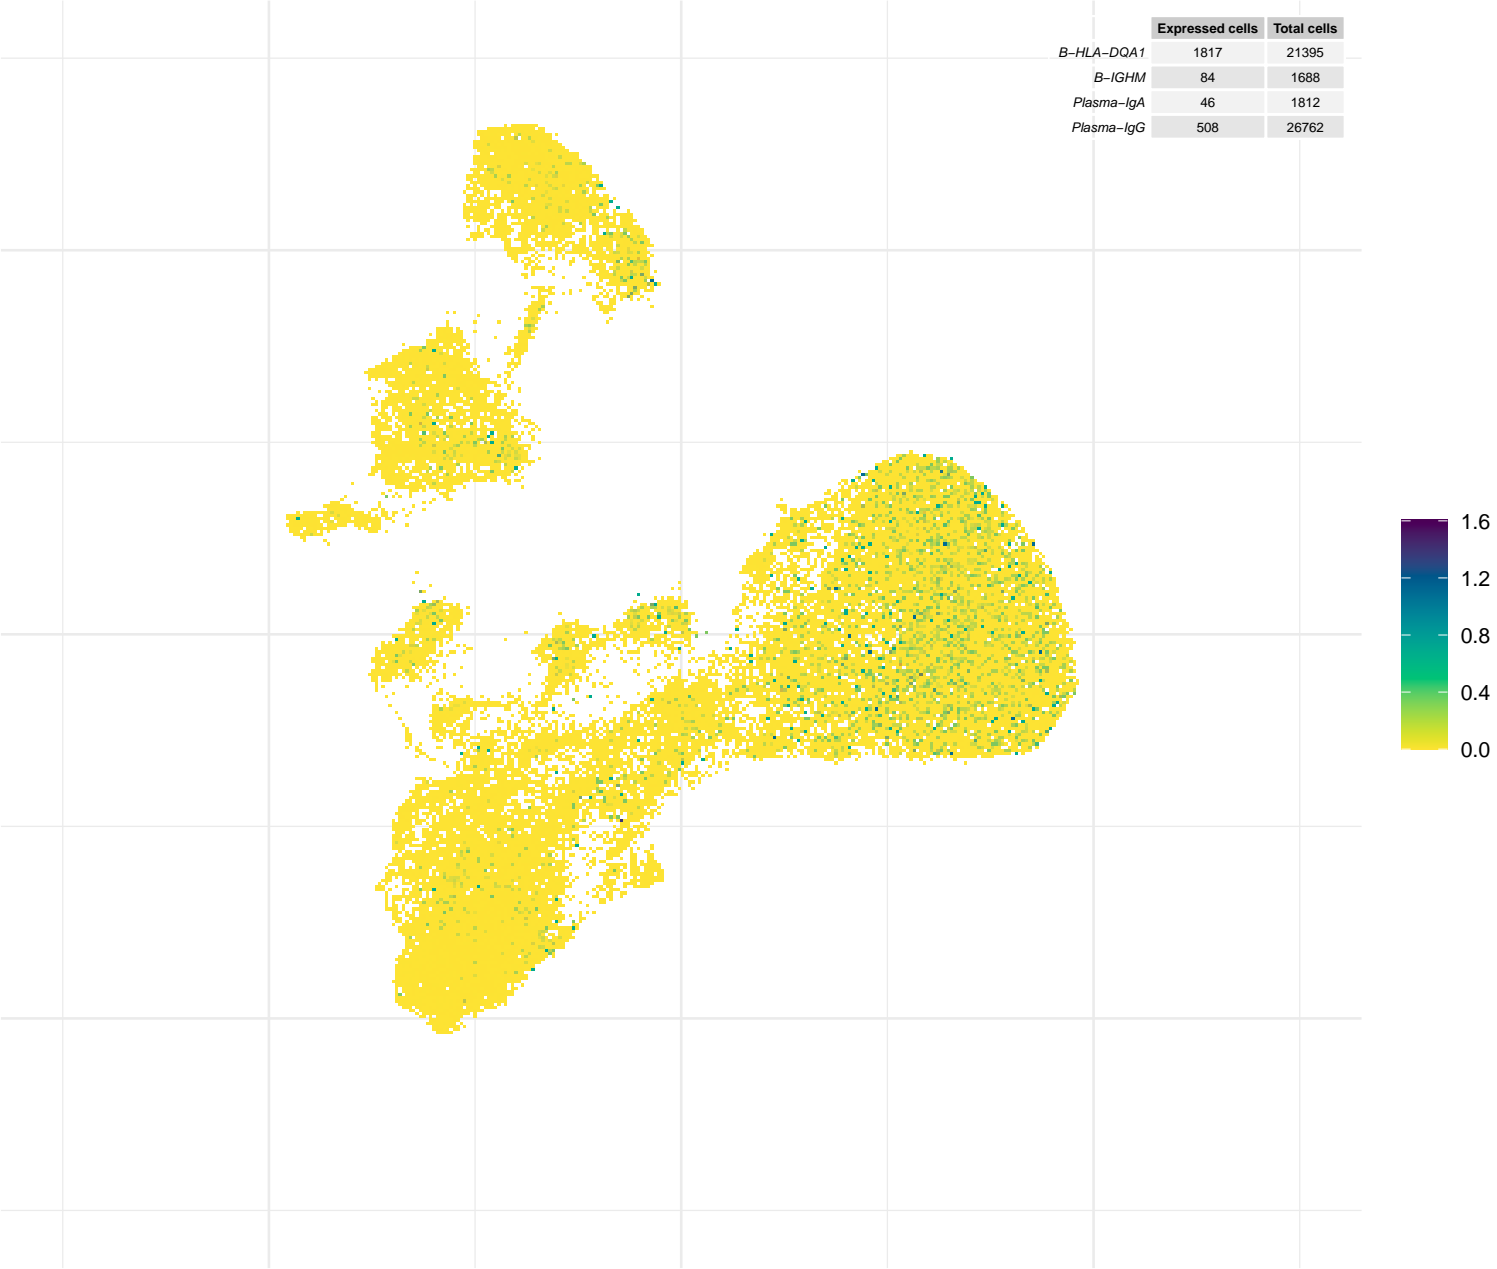 Expressed cells Total cells
B−HLA−DQA1 1817 21395
B−IGHM 84 1688
Plasma−IgA 46 1812
Plasma−IgG 508 26762
1.6
1.2
0.8
0.4
0.0